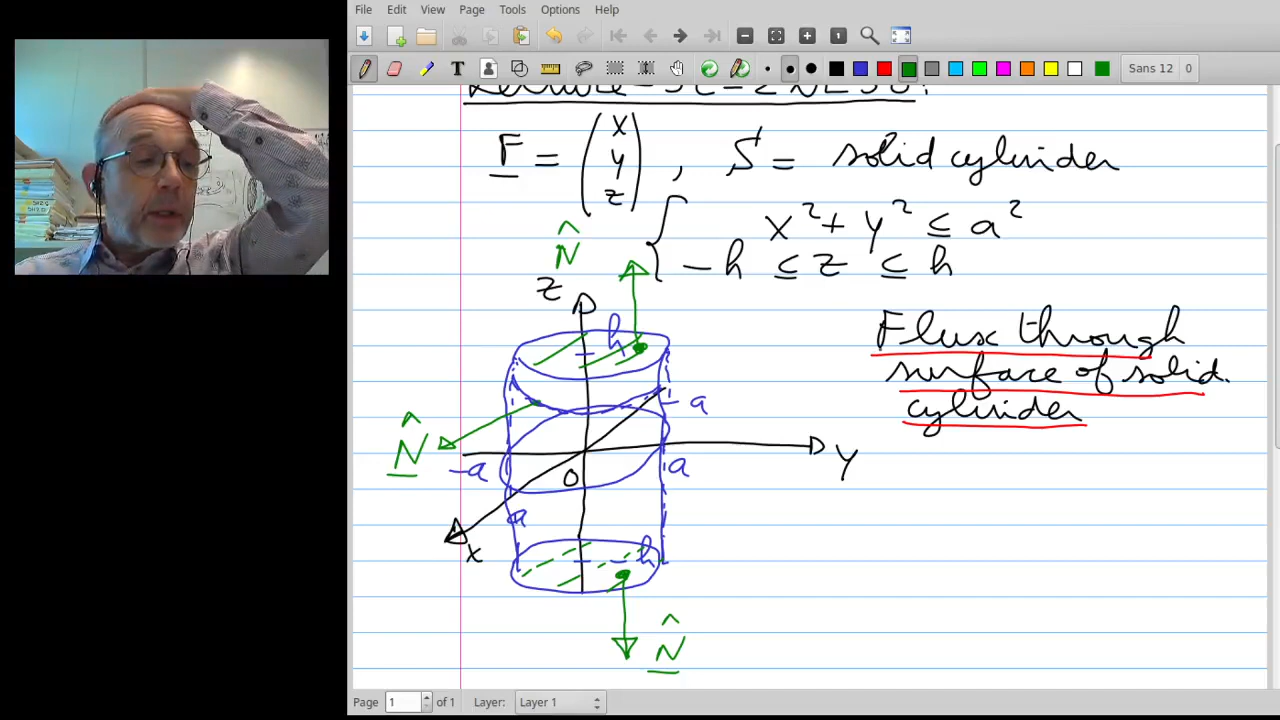 File Edit View Page Tools Options Help
Sans 12 0
F = (x y z), S = solid cylinder
x² + y² ≤ a²
-h ≤ z ≤ h
Flux through
surface of solid
cylinder
N̂
z
h
-a
N̂
-a
0
a
y
a
x
-h
N̂
Page 1 of 1 Layer: Layer 1